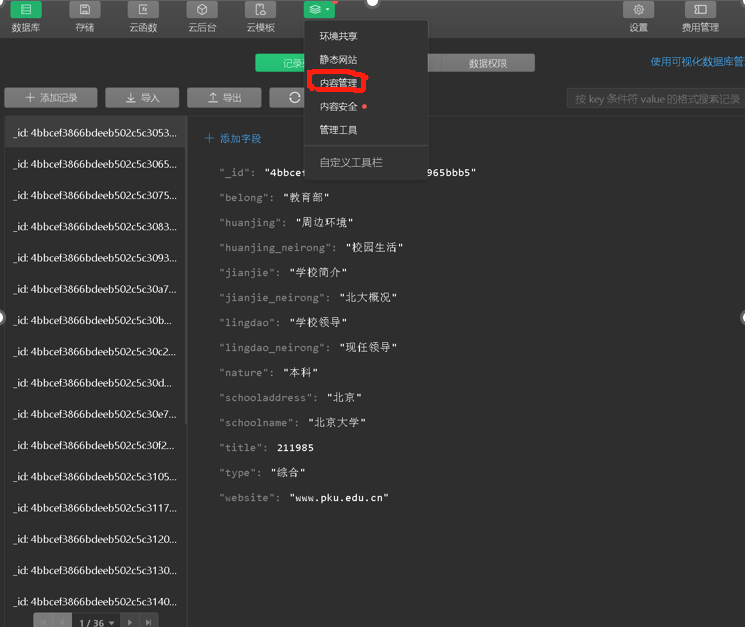 数据库 存储 云函数 云后台 云模板 设置 费用管理
环境共享
静态网站
内容管理
内容安全
管理工具
自定义工具栏
记录 数据权限 使用可视化数据库管
+ 添加记录 导入 导出 按 key 条件符 value 的格式搜索记录
_id: 4bbcef3866bdeeb502c5c3053...
_id: 4bbcef3866bdeeb502c5c3065...
_id: 4bbcef3866bdeeb502c5c3075...
_id: 4bbcef3866bdeeb502c5c3083...
_id: 4bbcef3866bdeeb502c5c3093...
_id: 4bbcef3866bdeeb502c5c30a7...
_id: 4bbcef3866bdeeb502c5c30b...
_id: 4bbcef3866bdeeb502c5c30c2...
_id: 4bbcef3866bdeeb502c5c30d...
_id: 4bbcef3866bdeeb502c5c30e7...
_id: 4bbcef3866bdeeb502c5c30f2...
_id: 4bbcef3866bdeeb502c5c3105...
_id: 4bbcef3866bdeeb502c5c3117...
_id: 4bbcef3866bdeeb502c5c3120...
_id: 4bbcef3866bdeeb502c5c3130...
_id: 4bbcef3866bdeeb502c5c3140...
1 / 36
+ 添加字段
"_id": "4bbcef 965bbb5"
"belong": "教育部"
"huanjing": "周边环境"
"huanjing_neirong": "校园生活"
"jianjie": "学校简介"
"jianjie_neirong": "北大概况"
"lingdao": "学校领导"
"lingdao_neirong": "现任领导"
"nature": "本科"
"schooladdress": "北京"
"schoolname": "北京大学"
"title": 211985
"type": "综合"
"website": "www.pku.edu.cn"